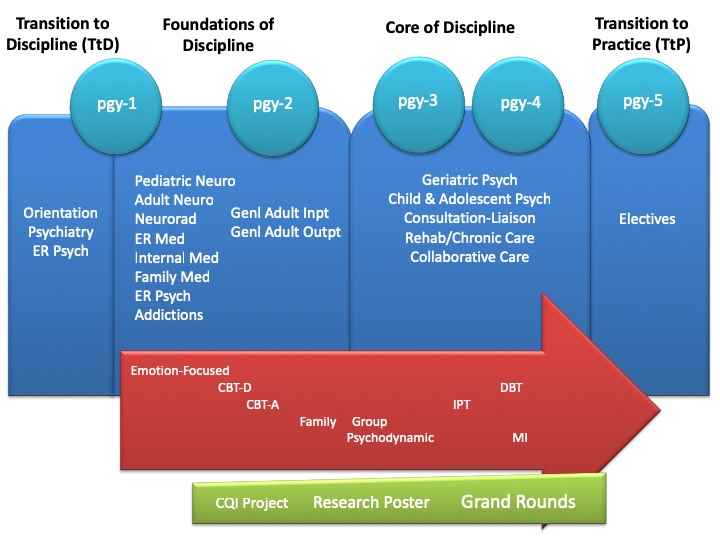 Transition to
Discipline (TtD)
Foundations of
Discipline
Core of Discipline
Transition to
Practice (TtP)
pgy-1
pgy-2
pgy-3
pgy-4
pgy-5
Orientation
Psychiatry
ER Psych
Pediatric Neuro
Adult Neuro
Neurorad
ER Med
Internal Med
Family Med
ER Psych
Addictions
Genl Adult Inpt
Genl Adult Outpt
Geriatric Psych
Child & Adolescent Psych
Consultation-Liaison
Rehab/Chronic Care
Collaborative Care
Electives
Emotion-Focused
CBT-D
DBT
CBT-A
IPT
Family
Group
Psychodynamic
MI
CQI Project
Research Poster
Grand Rounds